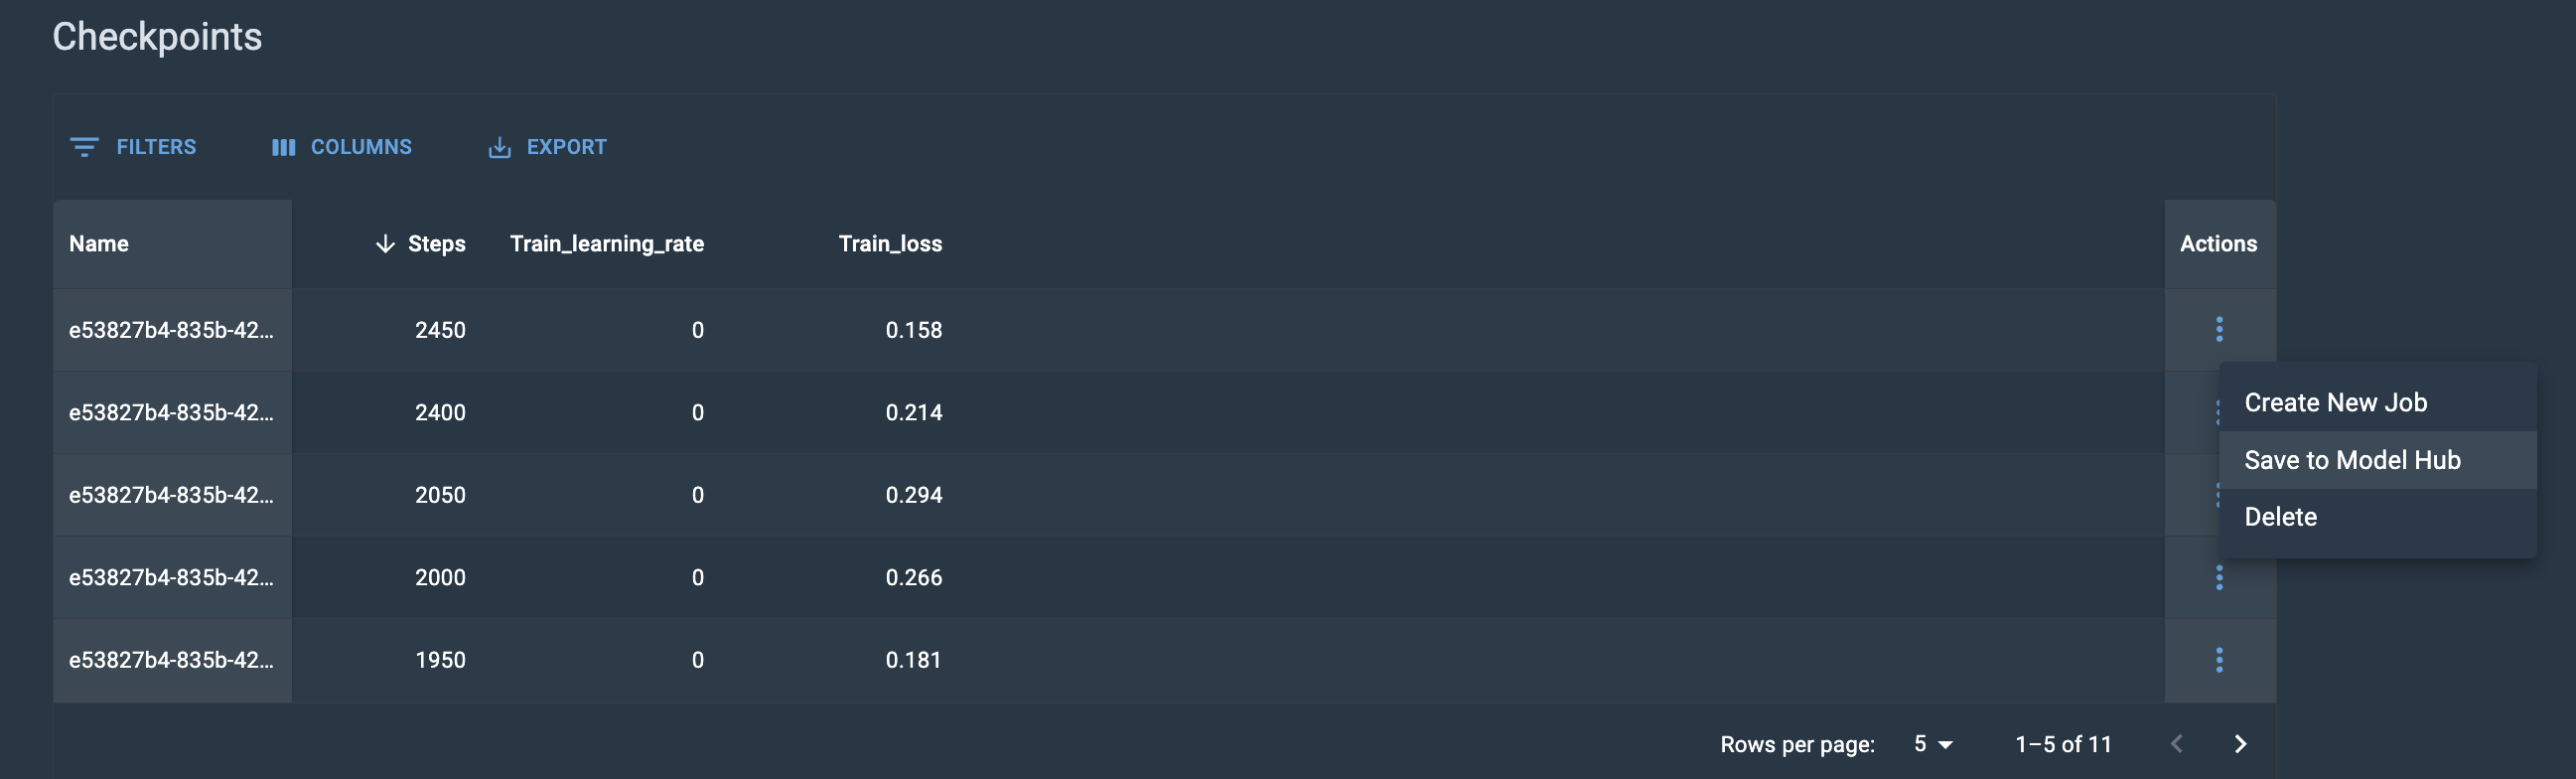 Checkpoints
FILTERS COLUMNS EXPORT
Name Steps Train_learning_rate Train_loss Actions
e53827b4-835b-42... 2450 0 0.158
e53827b4-835b-42... 2400 0 0.214
e53827b4-835b-42... 2050 0 0.294
e53827b4-835b-42... 2000 0 0.266
e53827b4-835b-42... 1950 0 0.181
Create New Job
Save to Model Hub
Delete
Rows per page: 5 1–5 of 11